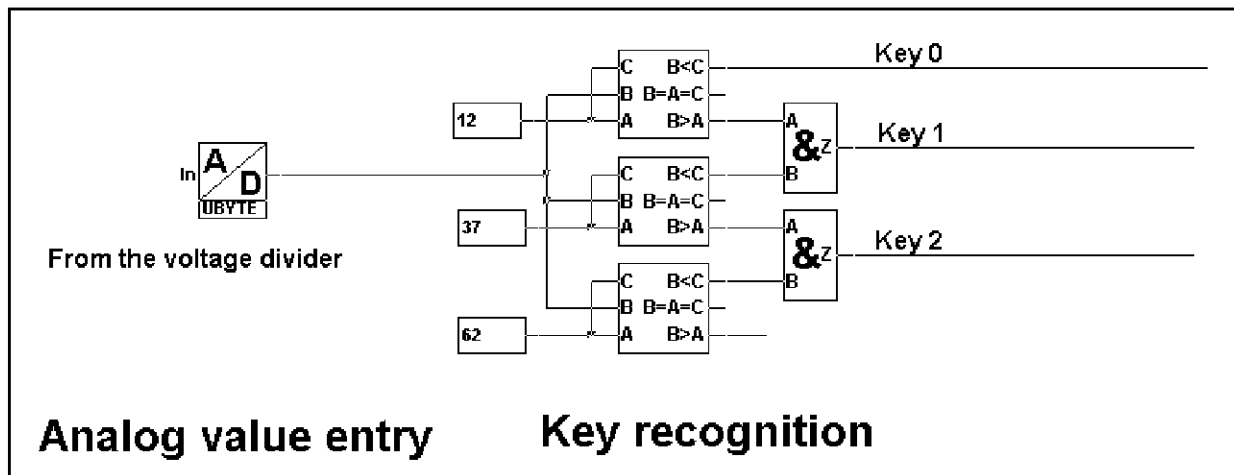 C B<C
B B=A=C
A B>A
12
Key 0
A
& Z
B
Key 1
In A
D
UBYTE
From the voltage divider
C B<C
B B=A=C
A B>A
37
A
& Z
B
Key 2
C B<C
B B=A=C
A B>A
62
Analog value entry
Key recognition